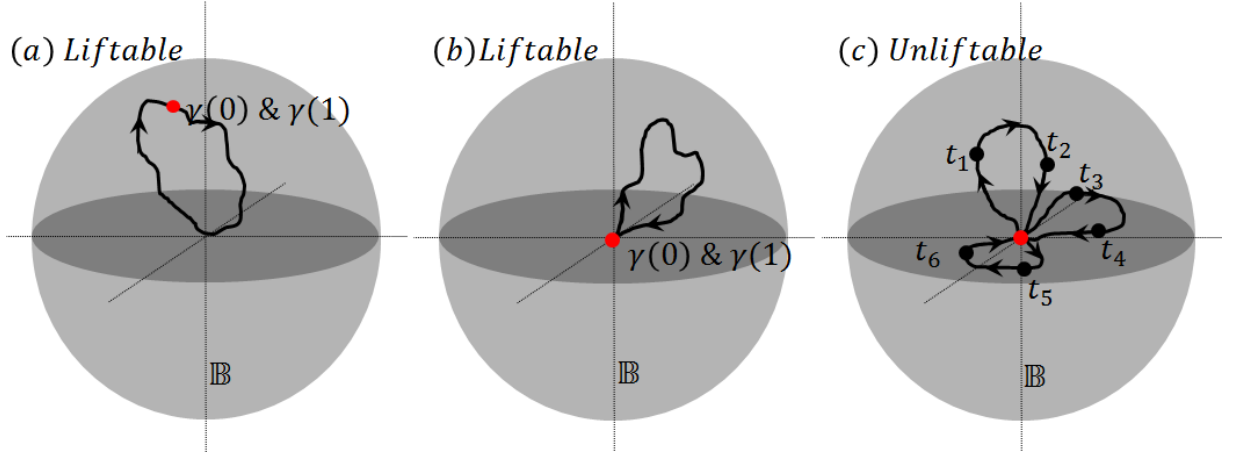 (a) Liftable
γ(0) & γ(1)
𝔹
(b)Liftable
γ(0) & γ(1)
𝔹
(c) Unliftable
t₁
t₂
t₃
t₄
t₅
t₆
𝔹